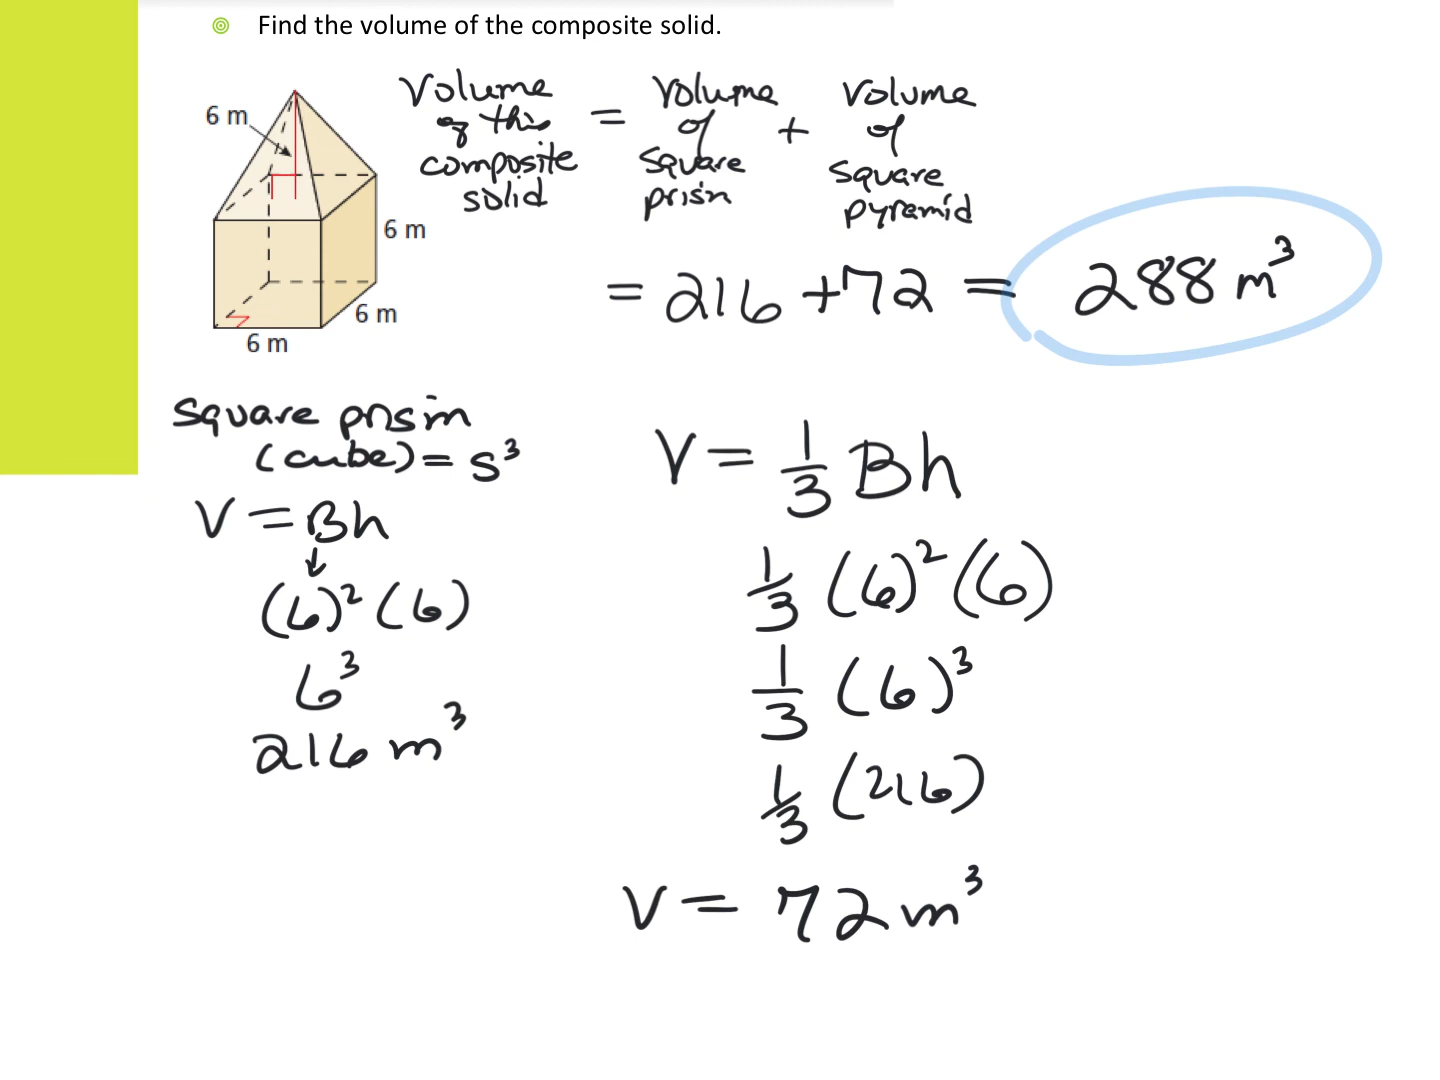 Find the volume of the composite solid.
6 m
6 m
6 m
6 m
Volume of this composite solid = Volume of square prism + Volume of square pyramid
= 216 + 72 = 288 m³
square prism
(cube) = s³
V = Bh
↓
(6)² (6)
6³
216 m³
V = 1/3 Bh
1/3 (6)² (6)
1/3 (6)³
1/3 (216)
V = 72 m³